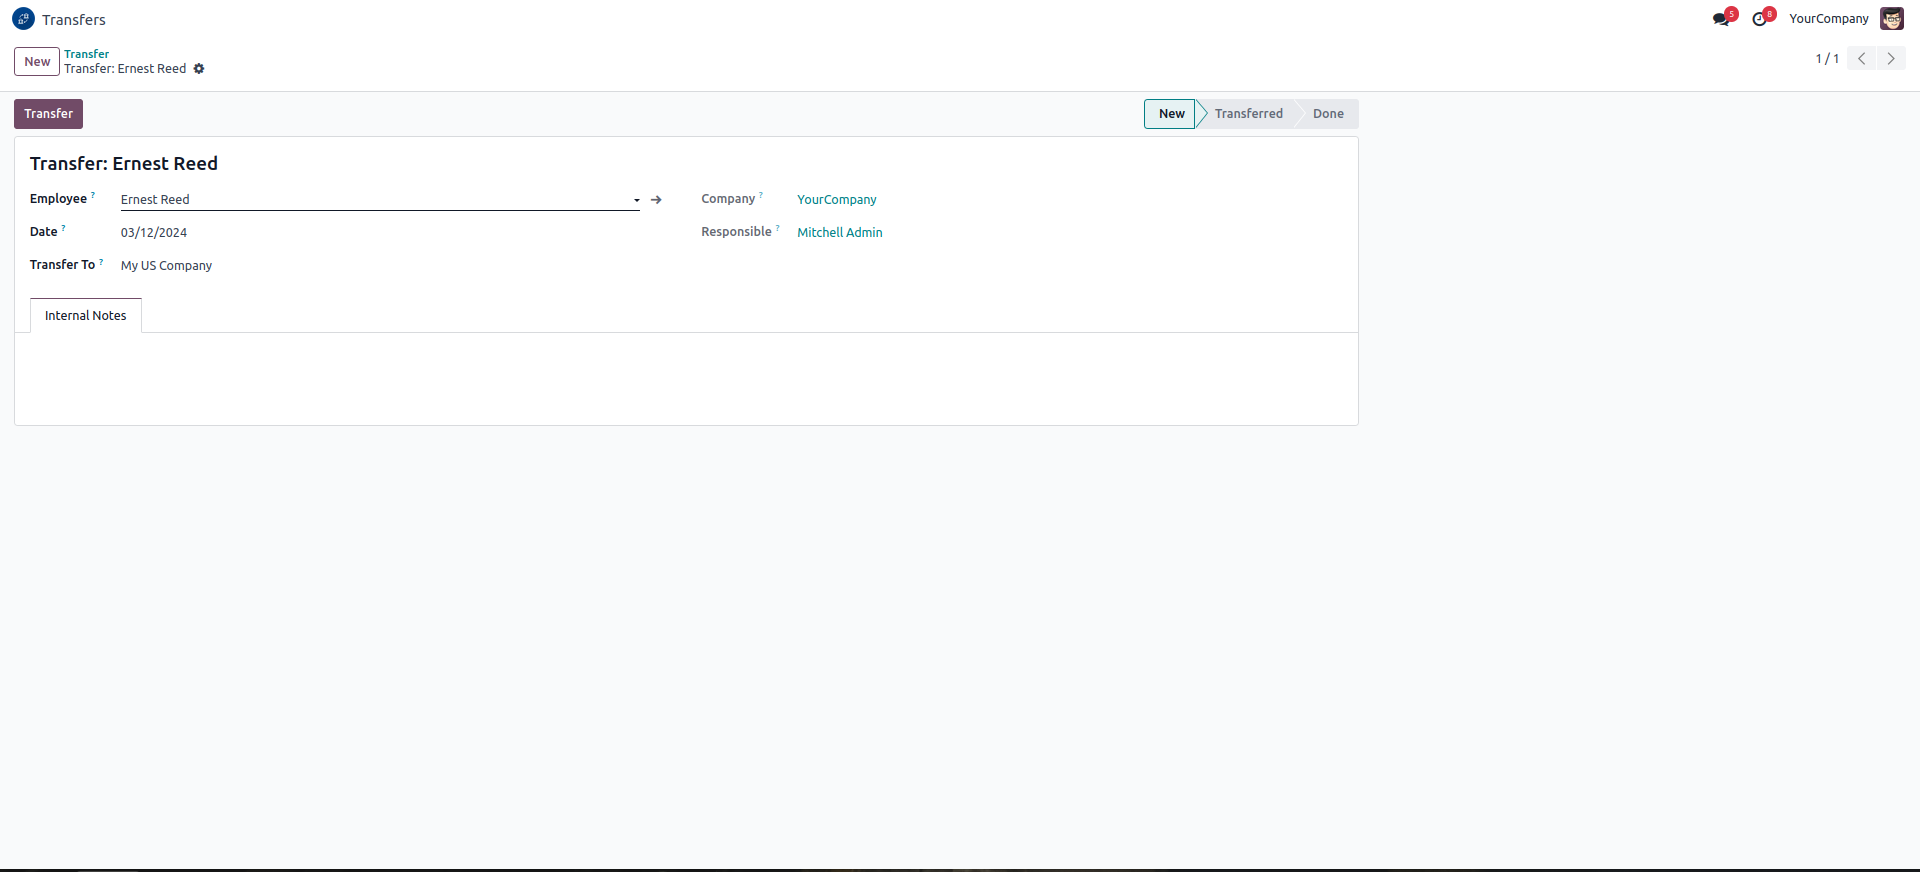 Transfers
5
8
YourCompany
New
Transfer
Transfer: Ernest Reed
1 / 1
Transfer
New
Transferred
Done
Transfer: Ernest Reed
Employee ?
Ernest Reed
Company ?
YourCompany
Date ?
03/12/2024
Responsible ?
Mitchell Admin
Transfer To ?
My US Company
Internal Notes